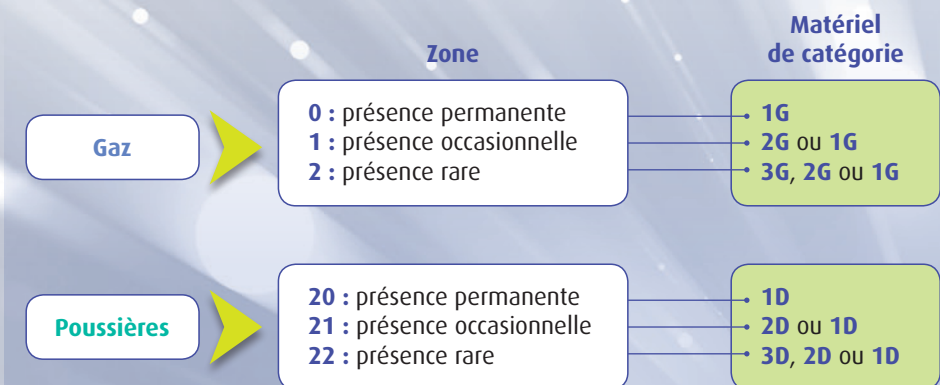 Zone
Matériel
de catégorie
Gaz
0 : présence permanente
1 : présence occasionnelle
2 : présence rare
1G
2G ou 1G
3G, 2G ou 1G
Poussières
20 : présence permanente
21 : présence occasionnelle
22 : présence rare
1D
2D ou 1D
3D, 2D ou 1D